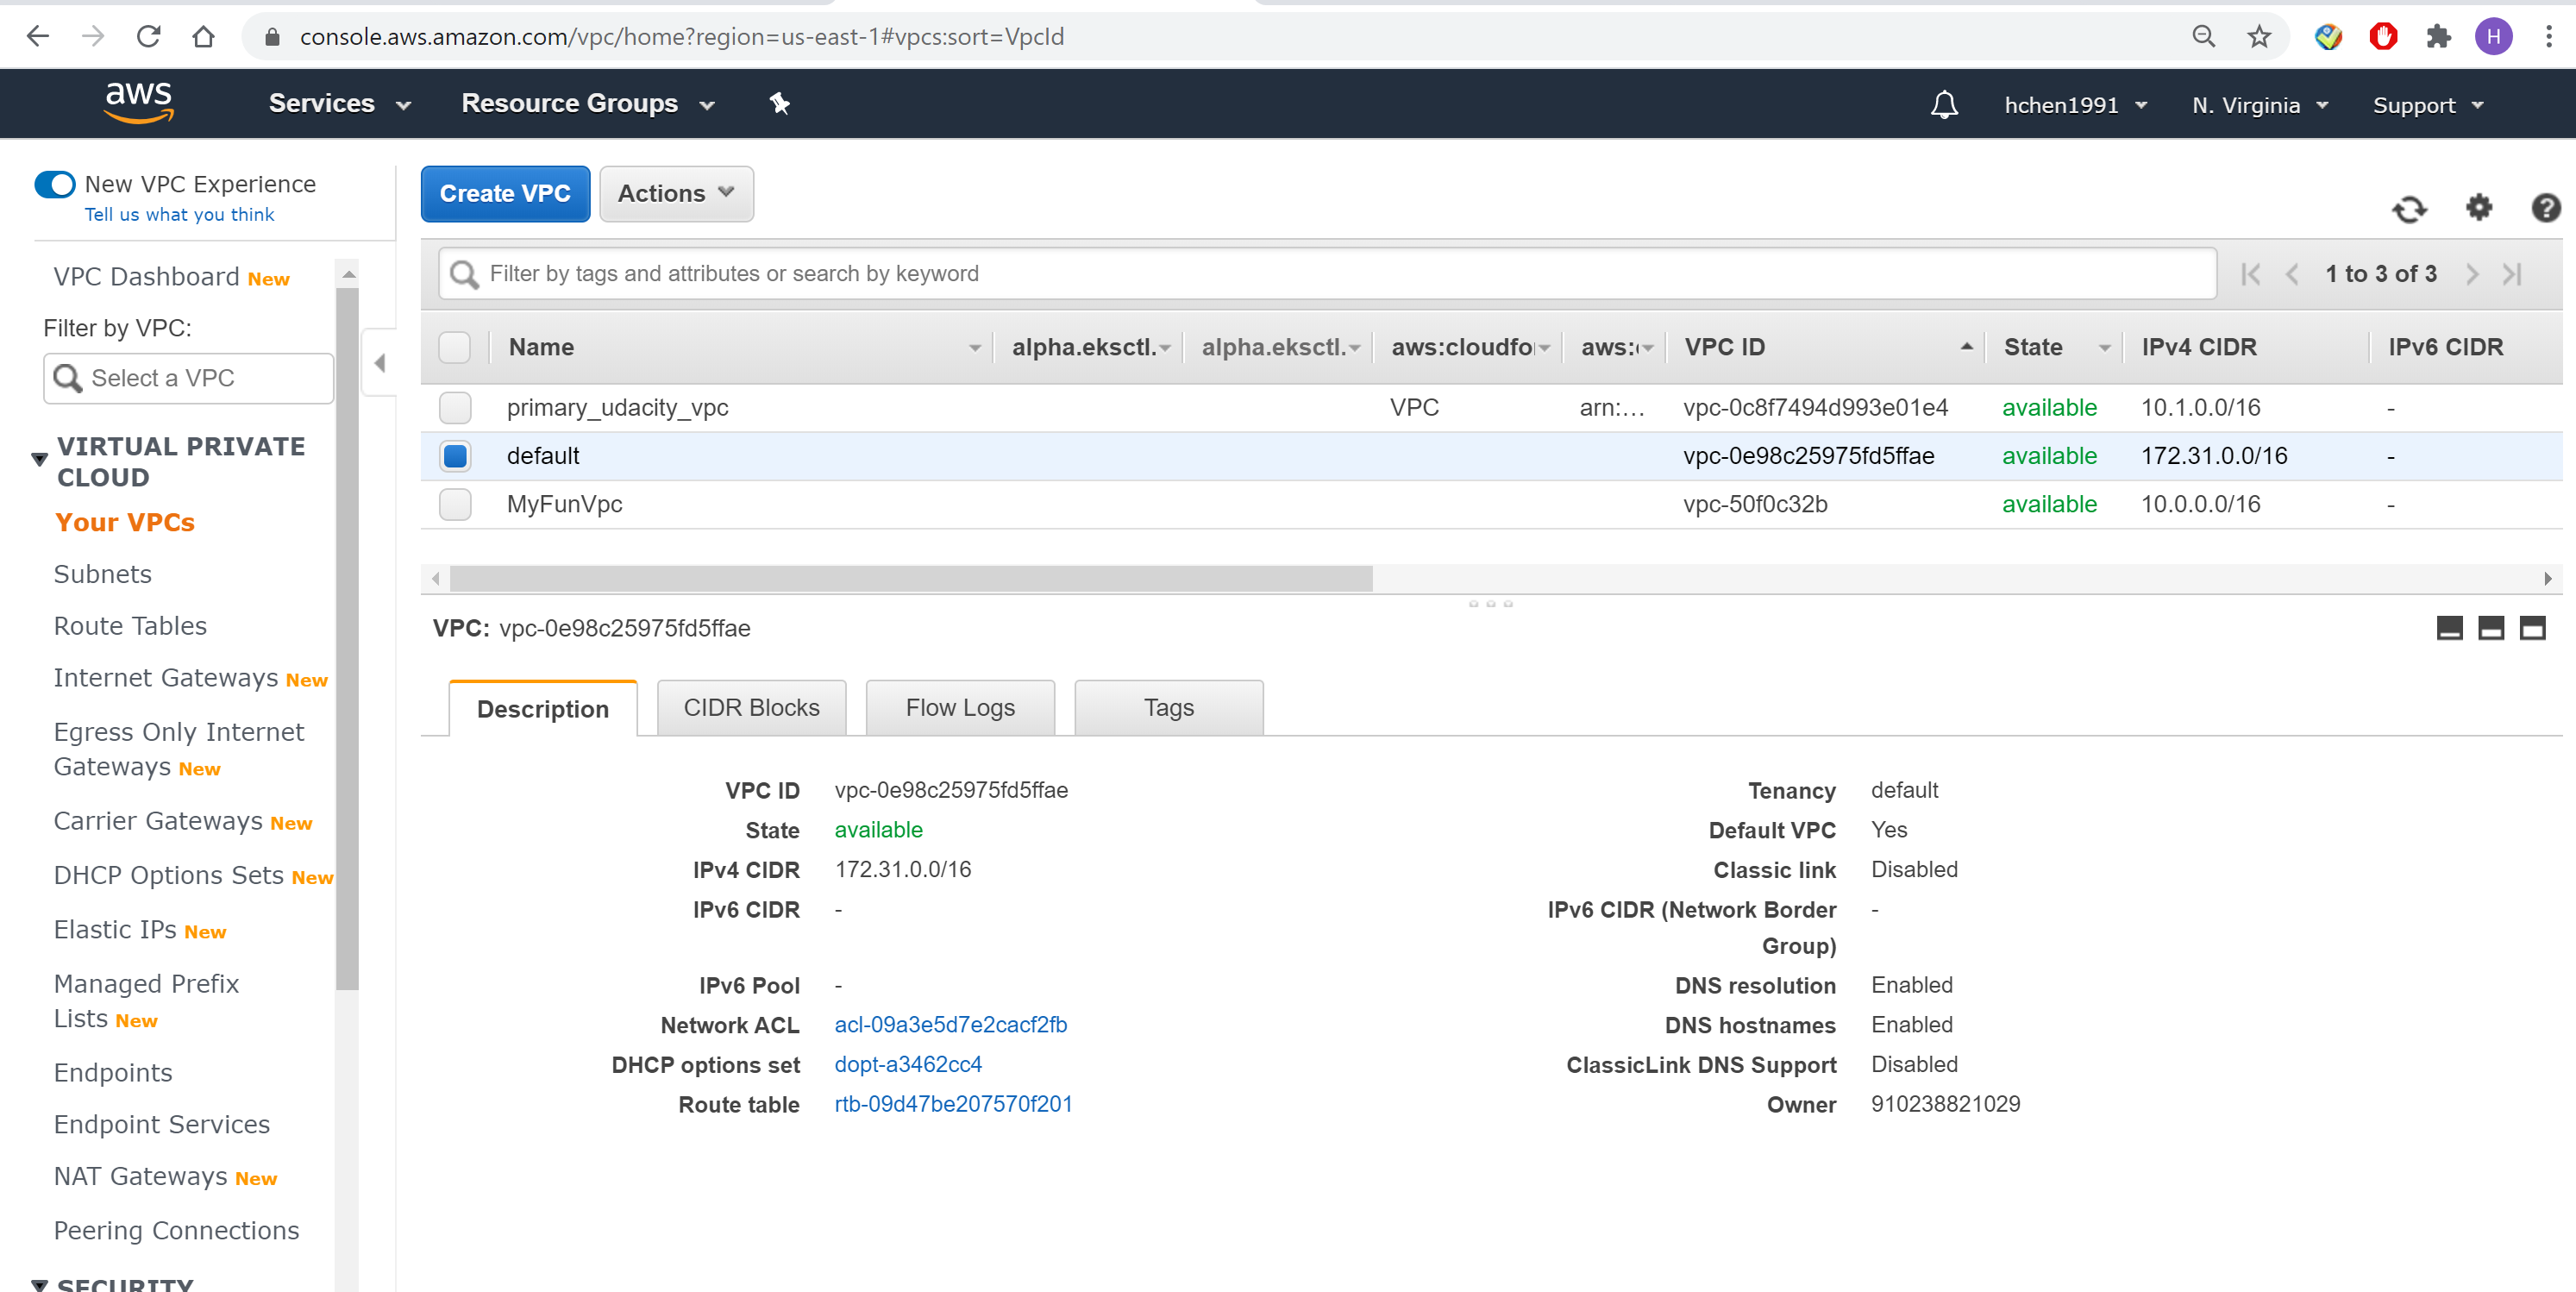 console.aws.amazon.com/vpc/home?region=us-east-1#vpcs:sort=VpcId
H
aws
Services
Resource Groups
hchen1991
N. Virginia
Support
New VPC Experience
Tell us what you think
VPC Dashboard New
Filter by VPC:
Select a VPC
VIRTUAL PRIVATE
CLOUD
Your VPCs
Subnets
Route Tables
Internet Gateways New
Egress Only Internet
Gateways New
Carrier Gateways New
DHCP Options Sets New
Elastic IPs New
Managed Prefix
Lists New
Endpoints
Endpoint Services
NAT Gateways New
Peering Connections
SECURITY
Create VPC
Actions
Filter by tags and attributes or search by keyword
1 to 3 of 3
Name alpha.eksctl. alpha.eksctl. aws:cloudfo aws: VPC ID State IPv4 CIDR IPv6 CIDR
primary_udacity_vpc VPC arn:... vpc-0c8f7494d993e01e4 available 10.1.0.0/16 -
default vpc-0e98c25975fd5ffae available 172.31.0.0/16 -
MyFunVpc vpc-50f0c32b available 10.0.0.0/16 -
VPC: vpc-0e98c25975fd5ffae
Description
CIDR Blocks
Flow Logs
Tags
VPC ID vpc-0e98c25975fd5ffae
State available
IPv4 CIDR 172.31.0.0/16
IPv6 CIDR -
IPv6 Pool -
Network ACL acl-09a3e5d7e2cacf2fb
DHCP options set dopt-a3462cc4
Route table rtb-09d47be207570f201
Tenancy default
Default VPC Yes
Classic link Disabled
IPv6 CIDR (Network Border -
Group)
DNS resolution Enabled
DNS hostnames Enabled
ClassicLink DNS Support Disabled
Owner 910238821029